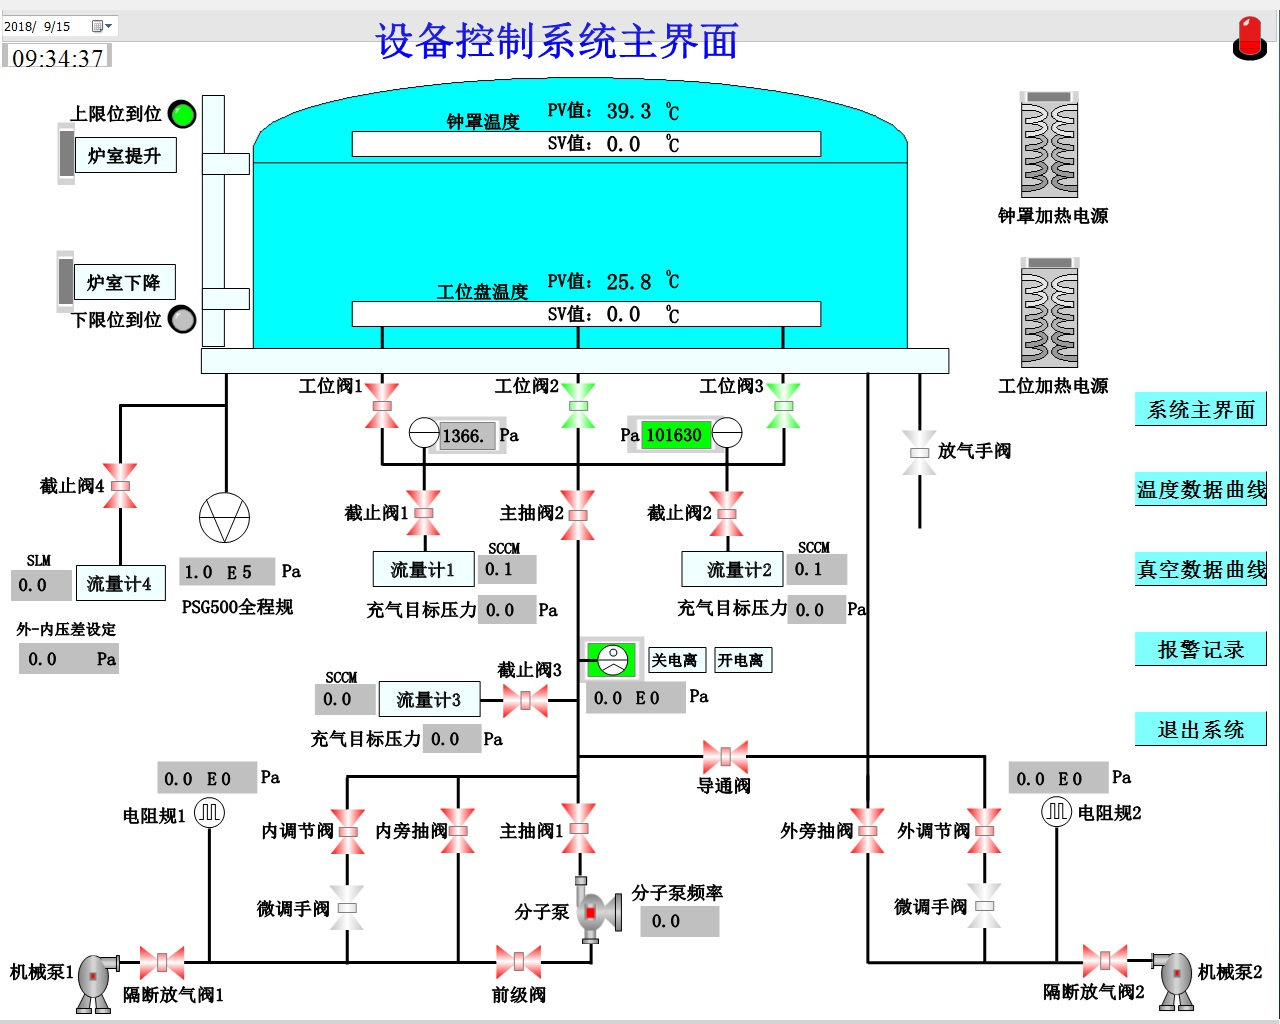 2018/ 9/15
设备控制系统主界面
09:34:37
上限位到位
炉室提升
钟罩温度
PV值: 39.3 ℃
SV值: 0.0 ℃
钟罩加热电源
炉室下降
下限位到位
工位盘温度
PV值: 25.8 ℃
SV值: 0.0 ℃
工位加热电源
工位阀1
工位阀2
工位阀3
1366. Pa
Pa 101630
放气手阀
系统主界面
截止阀4
截止阀1
主抽阀2
截止阀2
温度数据曲线
SLM
0.0
流量计4
1.0 E5 Pa
PSG500全程规
流量计1
SCCM
0.1
充气目标压力 0.0 Pa
流量计2
SCCM
0.1
充气目标压力 0.0 Pa
真空数据曲线
外-内压差设定
0.0 Pa
截止阀3
关电离
开电离
0.0 E0 Pa
报警记录
SCCM
0.0
流量计3
充气目标压力 0.0 Pa
退出系统
0.0 E0 Pa
电阻规1
导通阀
0.0 E0 Pa
电阻规2
内调节阀
内旁抽阀
主抽阀1
外旁抽阀
外调节阀
微调手阀
分子泵
分子泵频率
0.0
微调手阀
机械泵1
隔断放气阀1
前级阀
隔断放气阀2
机械泵2